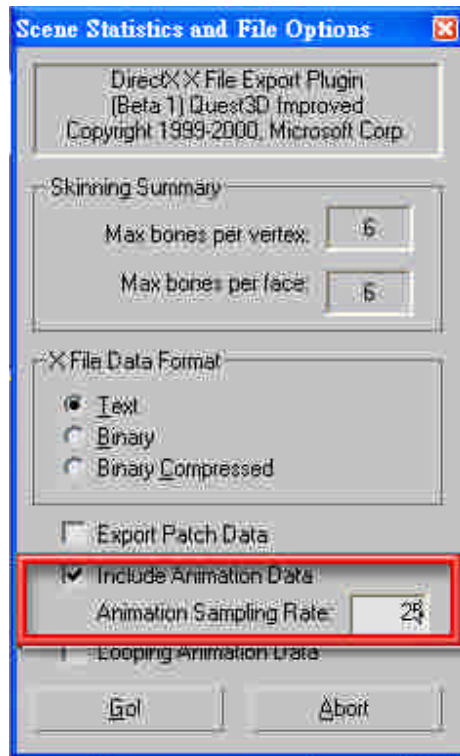 Scene Statistics and File Options
DirectX X File Export Plugin
(Beta 1) Quest3D Improved
Copyright 1999-2000, Microsoft Corp.
Skinning Summary
Max bones per vertex: 6
Max bones per face: 6
X File Data Format
Text
Binary
Binary Compressed
Export Patch Data
Include Animation Data
Animation Sampling Rate: 25
Looping Animation Data
Go!
Abort